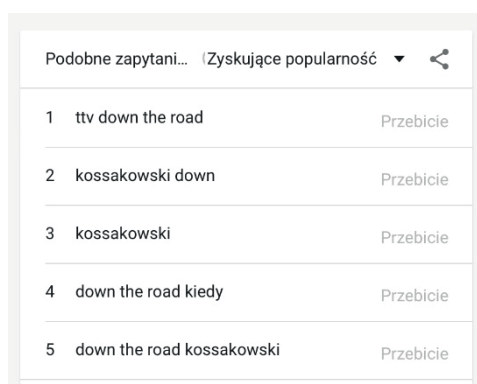 Podobne zapytani... Zyskujące popularność
1 ttv down the road Przebicie
2 kossakowski down Przebicie
3 kossakowski Przebicie
4 down the road kiedy Przebicie
5 down the road kossakowski Przebicie